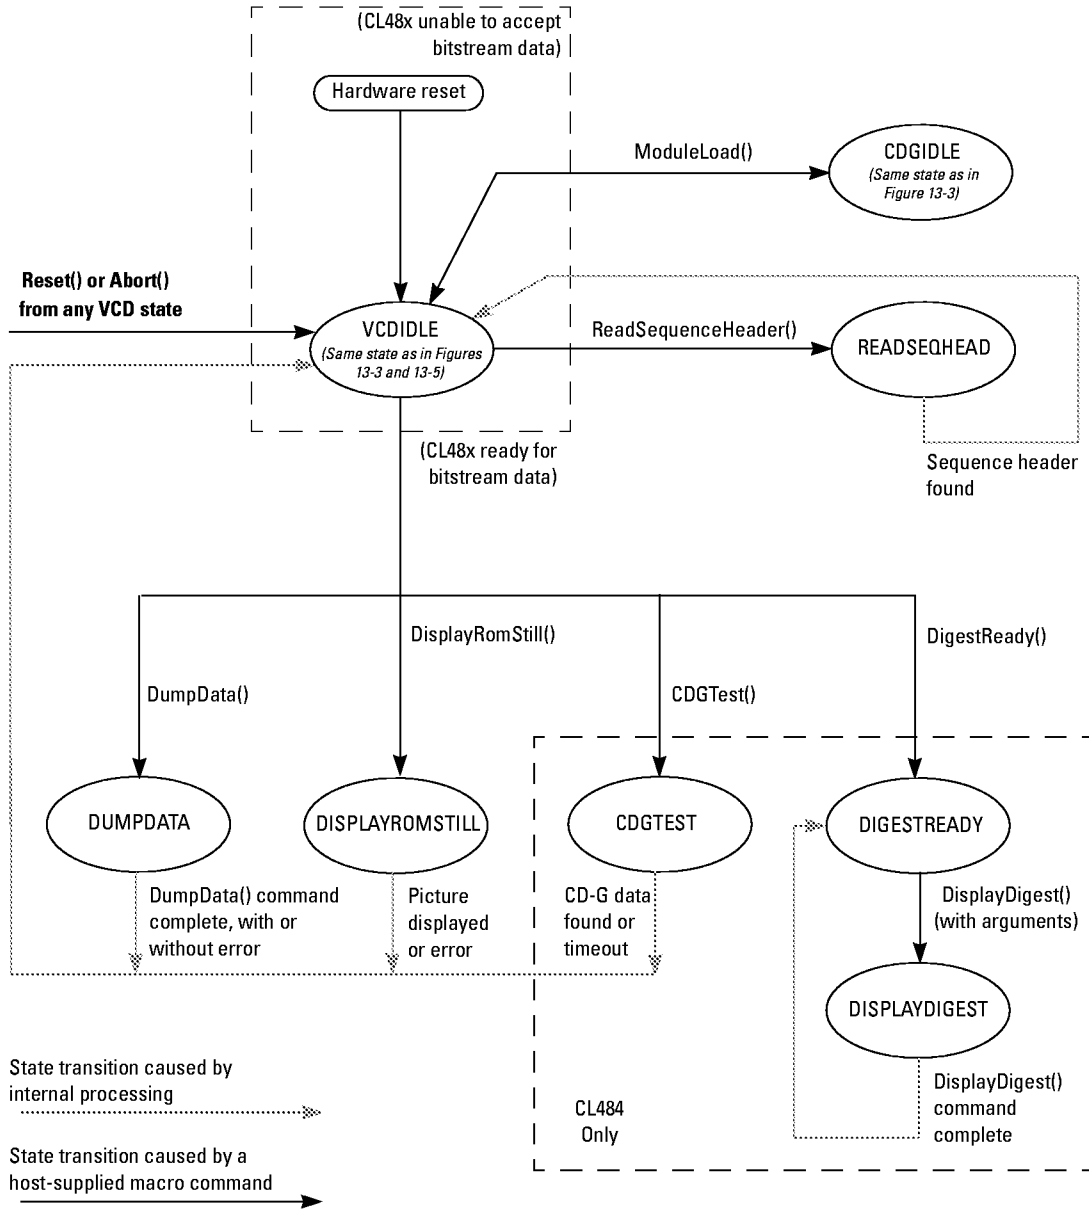 (CL48x unable to accept
bitstream data)
Hardware reset
ModuleLoad()
CDGIDLE
(Same state as in
Figure 13-3)
Reset() or Abort()
from any VCD state
VCDIDLE
(Same state as in Figures
13-3 and 13-5)
ReadSequenceHeader()
READSEQHEAD
(CL48x ready for
bitstream data)
Sequence header
found
DisplayRomStill()
DigestReady()
DumpData()
CDGTest()
DUMPDATA
DISPLAYROMSTILL
CDGTEST
DIGESTREADY
DumpData() command
complete, with or
without error
Picture
displayed
or error
CD-G data
found or
timeout
DisplayDigest()
(with arguments)
DISPLAYDIGEST
State transition caused by
internal processing
CL484
Only
DisplayDigest()
command
complete
State transition caused by a
host-supplied macro command